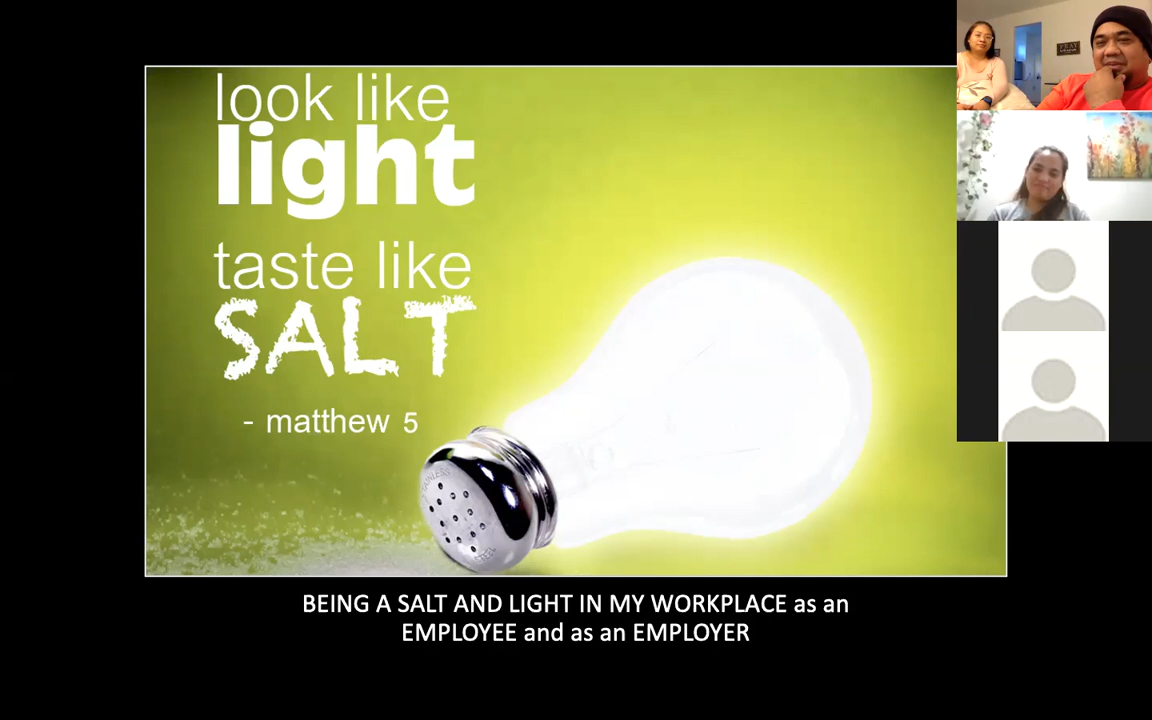 look like
light
taste like
SALT
- matthew 5
BEING A SALT AND LIGHT IN MY WORKPLACE as an
EMPLOYEE and as an EMPLOYER
PRAY